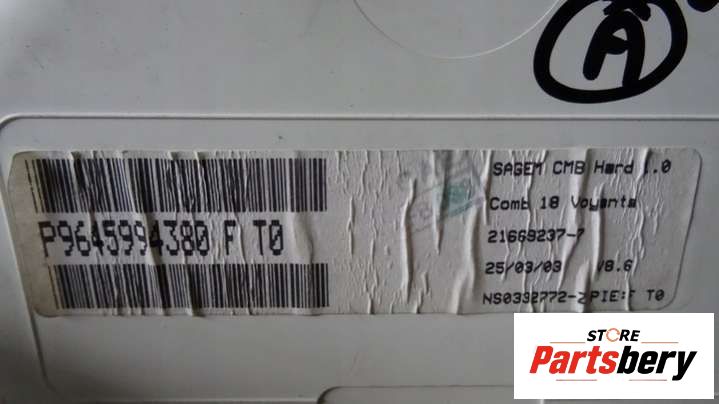 A
SAGEM CMB Hard 1.0
Comb 18 Voyants
P9645994380 F T0
21669237-7
25/03/03 V8.6
NS0332772-ZPIE:F T0
STORE
Partsbery